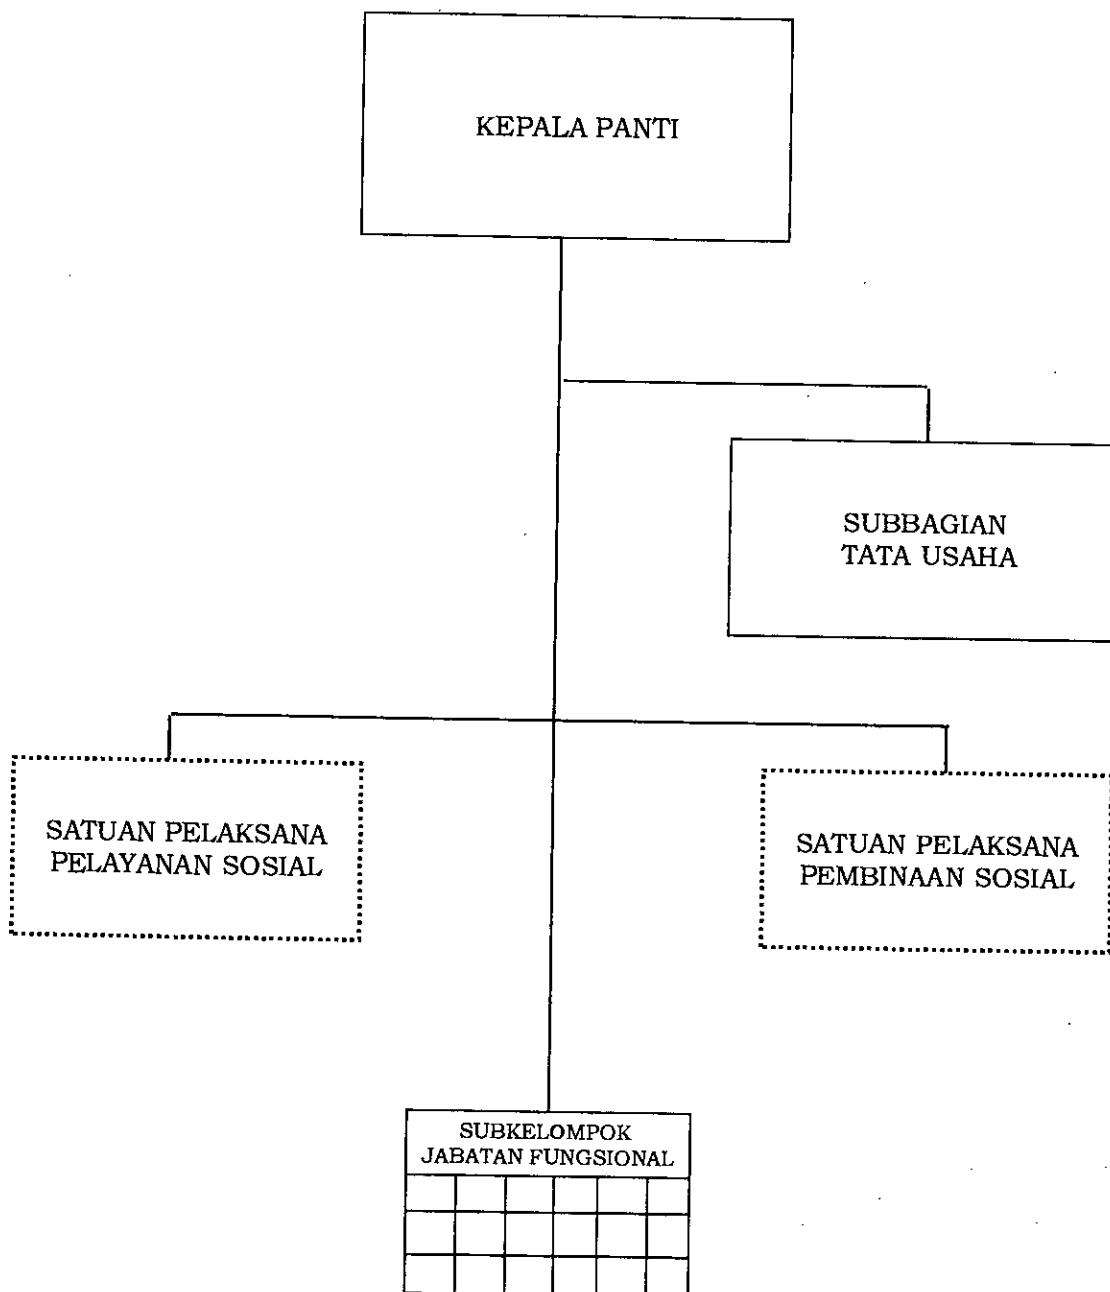 KEPALA PANTI
SUBBAGIAN
TATA USAHA
SATUAN PELAKSANA
PELAYANAN SOSIAL
SATUAN PELAKSANA
PEMBINAAN SOSIAL
SUBKELOMPOK
JABATAN FUNGSIONAL